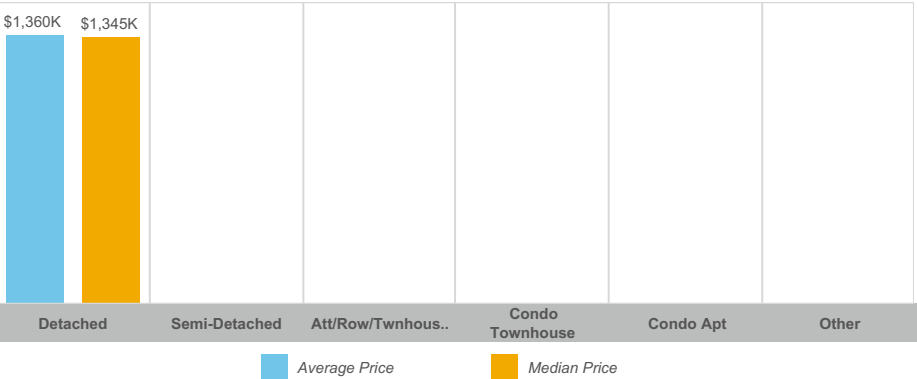 $1,360K $1,345K
Detached Semi-Detached Att/Row/Twnhous.. Condo Townhouse Condo Apt Other
Average Price Median Price